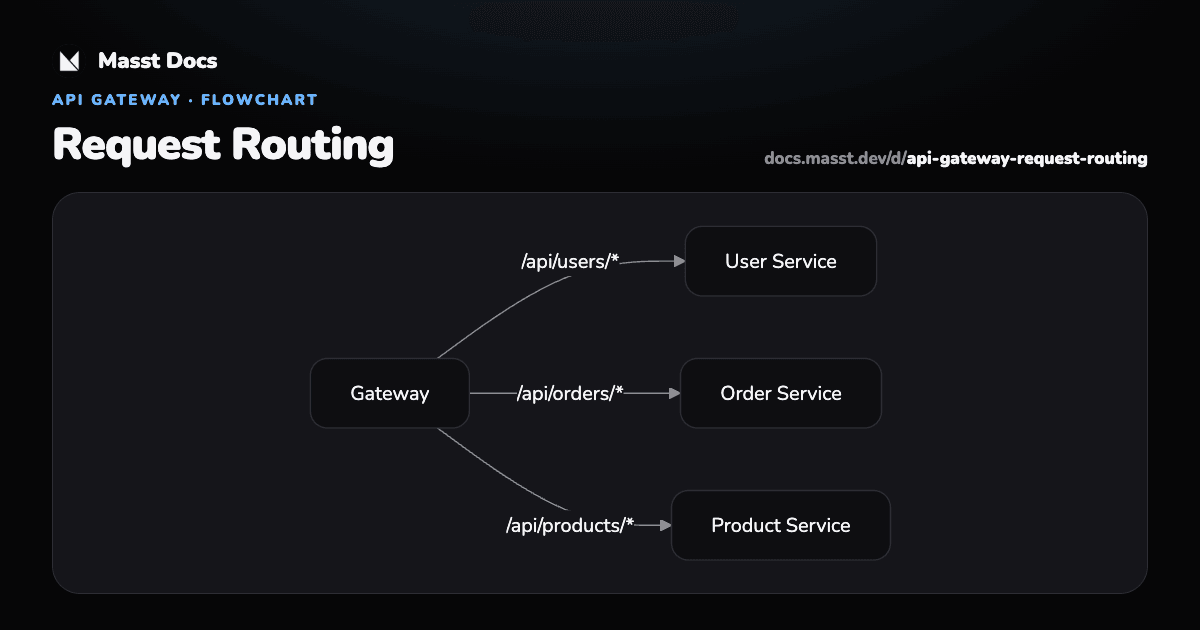 Masst Docs
API GATEWAY · FLOWCHART
Request Routing
docs.masst.dev/d/api-gateway-request-routing
/api/users/*
User Service
Gateway
/api/orders/*
Order Service
/api/products/*
Product Service